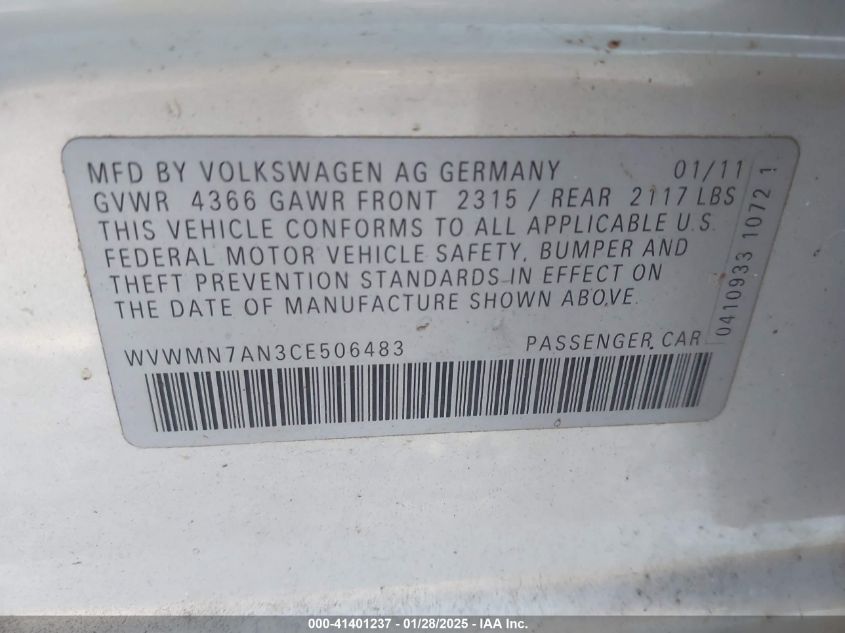 MFD BY VOLKSWAGEN AG GERMANY 01/11
GVWR 4366 GAWR FRONT 2315 / REAR 2117 LBS
THIS VEHICLE CONFORMS TO ALL APPLICABLE U.S.
FEDERAL MOTOR VEHICLE SAFETY, BUMPER AND
THEFT PREVENTION STANDARDS IN EFFECT ON
THE DATE OF MANUFACTURE SHOWN ABOVE.
WVWMN7AN3CE506483 PASSENGER CAR
0410933 10721
000-41401237 - 01/28/2025 - IAA Inc.